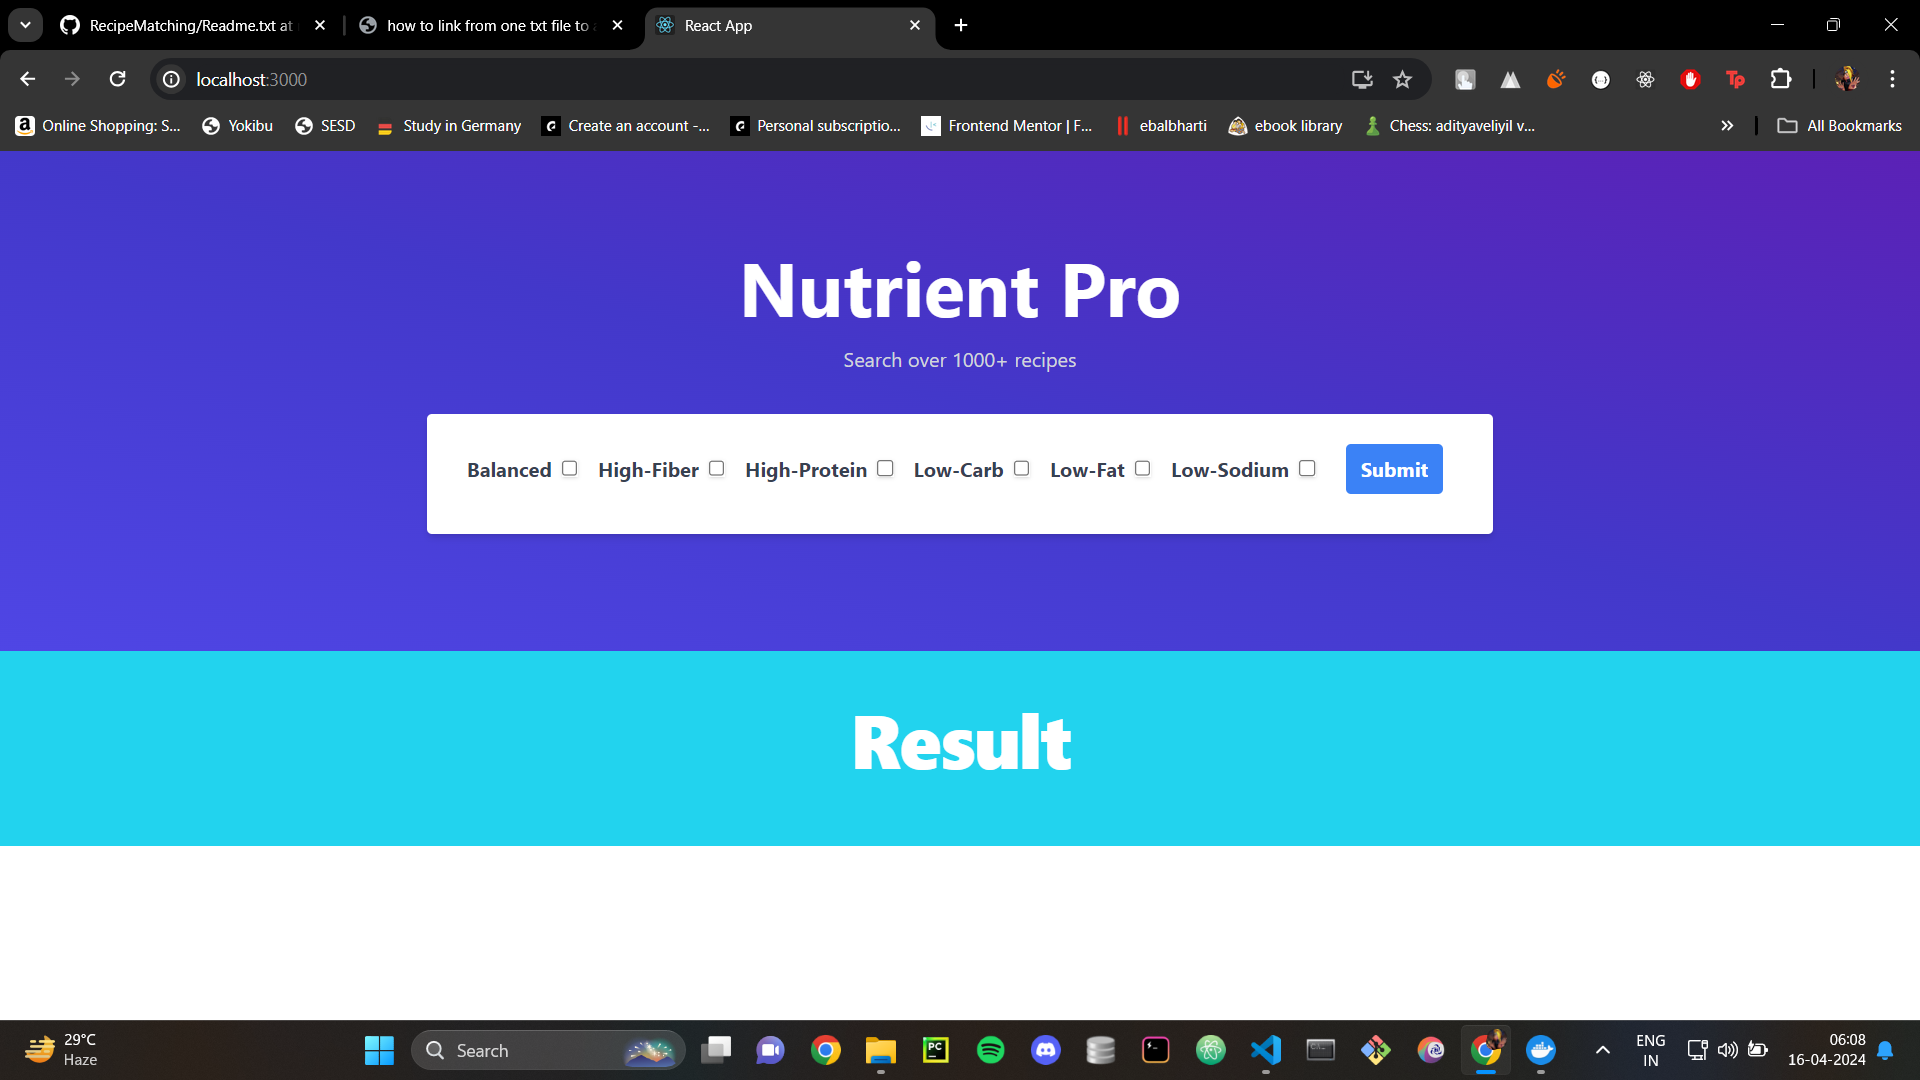 RecipeMatching/Readme.txt at
how to link from one txt file to
React App
localhost:3000
Online Shopping: S...
Yokibu
SESD
Study in Germany
Create an account -...
Personal subscriptio...
Frontend Mentor | F...
ebalbharti
ebook library
Chess: adityaveliyil v...
All Bookmarks
Nutrient Pro
Search over 1000+ recipes
Balanced High-Fiber High-Protein Low-Carb Low-Fat Low-Sodium Submit
Result
29°C
Haze
Search
ENG
IN
06:08
16-04-2024